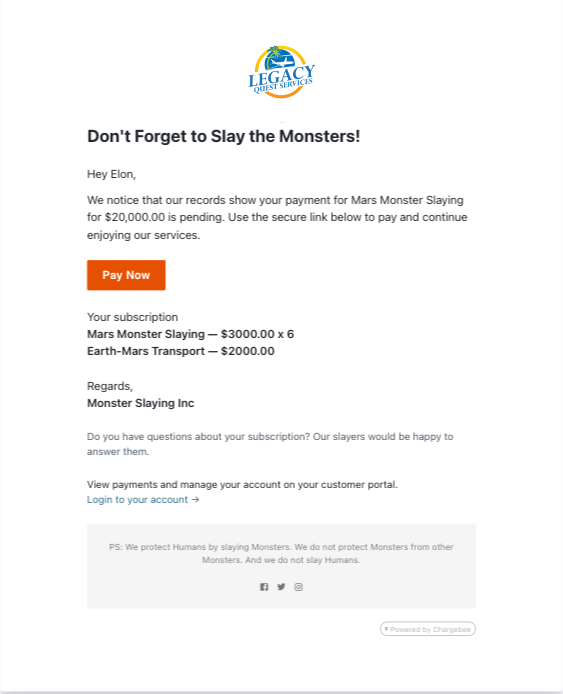 LEGACY
QUEST SERVICES
Don't Forget to Slay the Monsters!
Hey Elon,
We notice that our records show your payment for Mars Monster Slaying
for $20,000.00 is pending. Use the secure link below to pay and continue
enjoying our services.
Pay Now
Your subscription
Mars Monster Slaying — $3000.00 x 6
Earth-Mars Transport — $2000.00
Regards,
Monster Slaying Inc
Do you have questions about your subscription? Our slayers would be happy to
answer them.
View payments and manage your account on your customer portal.
Login to your account →
PS: We protect Humans by slaying Monsters. We do not protect Monsters from other
Monsters. And we do not slay Humans.
Powered by Chargebee